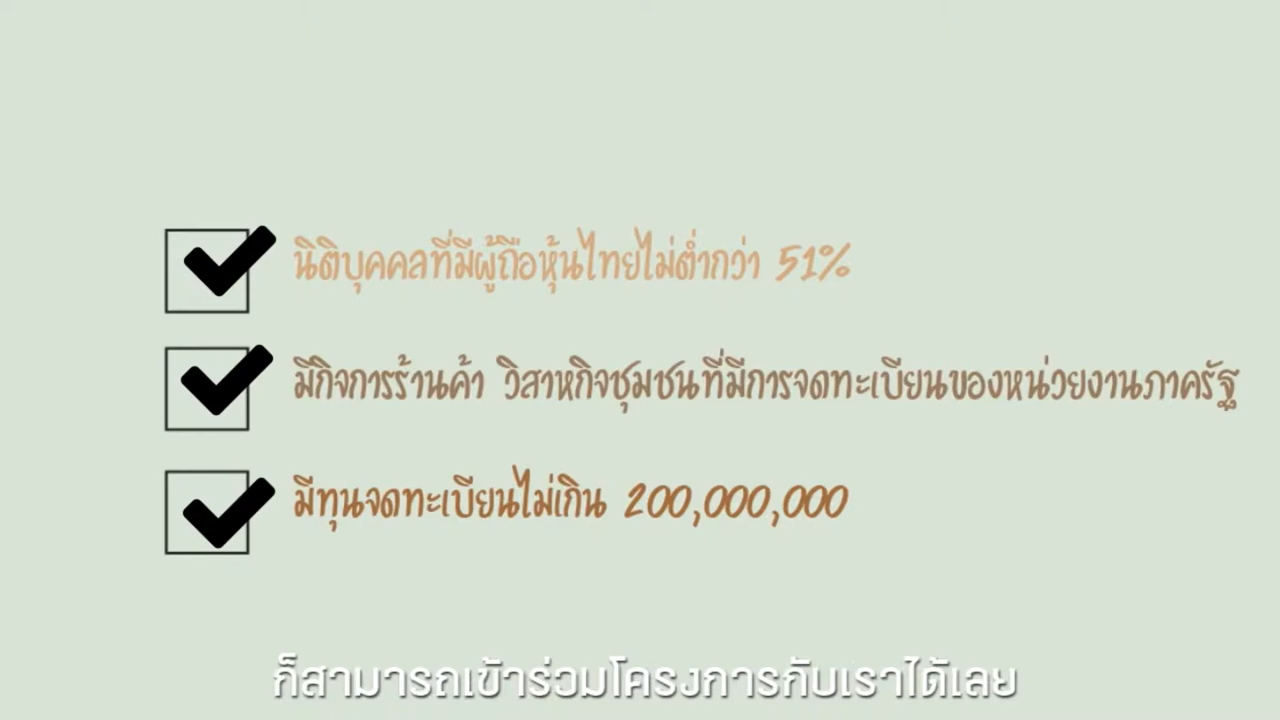 นิติบุคคลที่มีผู้ถือหุ้นไทยไม่ต่ำกว่า 51%
มีกิจการร้านค้า วิสาหกิจชุมชนที่มีการจดทะเบียนของหน่วยงานภาครัฐ
มีทุนจดทะเบียนไม่เกิน 200,000,000
ก็สามารถเข้าร่วมโครงการกับเราได้เลย